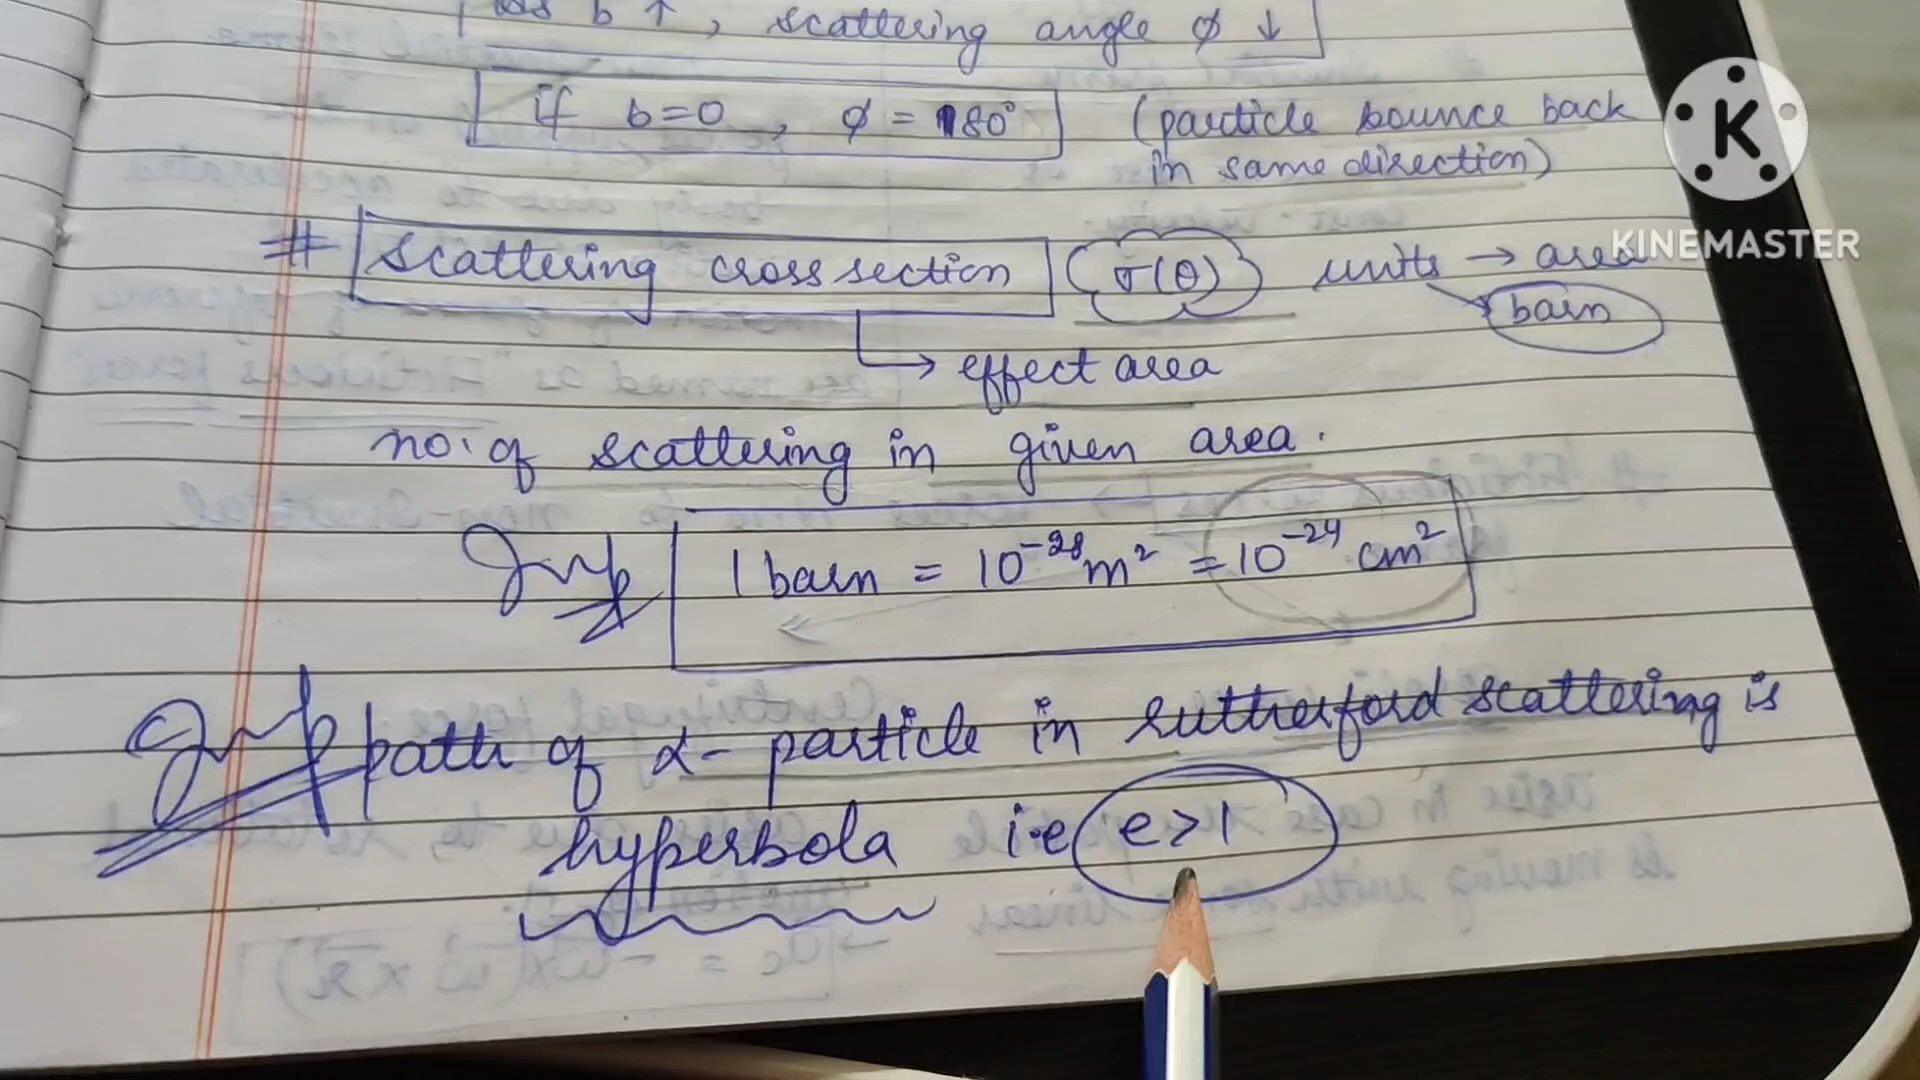 as b ↑, scattering angle ϕ ↓
if b=0, ϕ = 180° (particle bounce back
in same direction)
K
KINEMASTER
# scattering cross section (σ(θ)) units → area
barn
→ effect area
no. of scattering in given area.
Imp 1 barn = 10⁻²⁸m² = 10⁻²⁴ cm²
Imp path of α-particle in rutherford scattering is
hyperbola i.e e>1